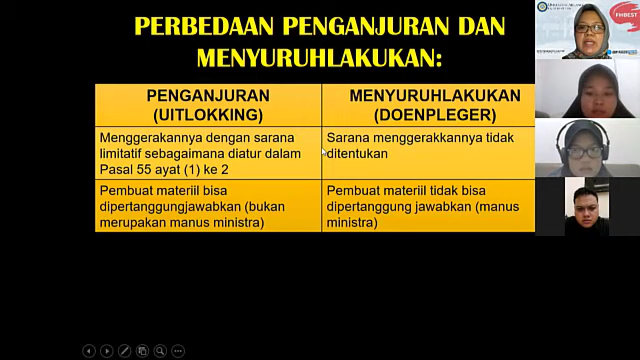 PERBEDAAN PENGANJURAN DAN
MENYURUHLAKUKAN:
PENGANJURAN
(UITLOKKING)
MENYURUHLAKUKAN
(DOENPLEGER)
Menggerakannya dengan sarana
limitatif sebagaimana diatur dalam
Pasal 55 ayat (1) ke 2
Sarana menggerakkannya tidak
ditentukan
Pembuat materiil bisa
dipertanggungjawabkan (bukan
merupakan manus ministra)
Pembuat materiil tidak bisa
dipertanggung jawabkan (manus
ministra)
FHBEST